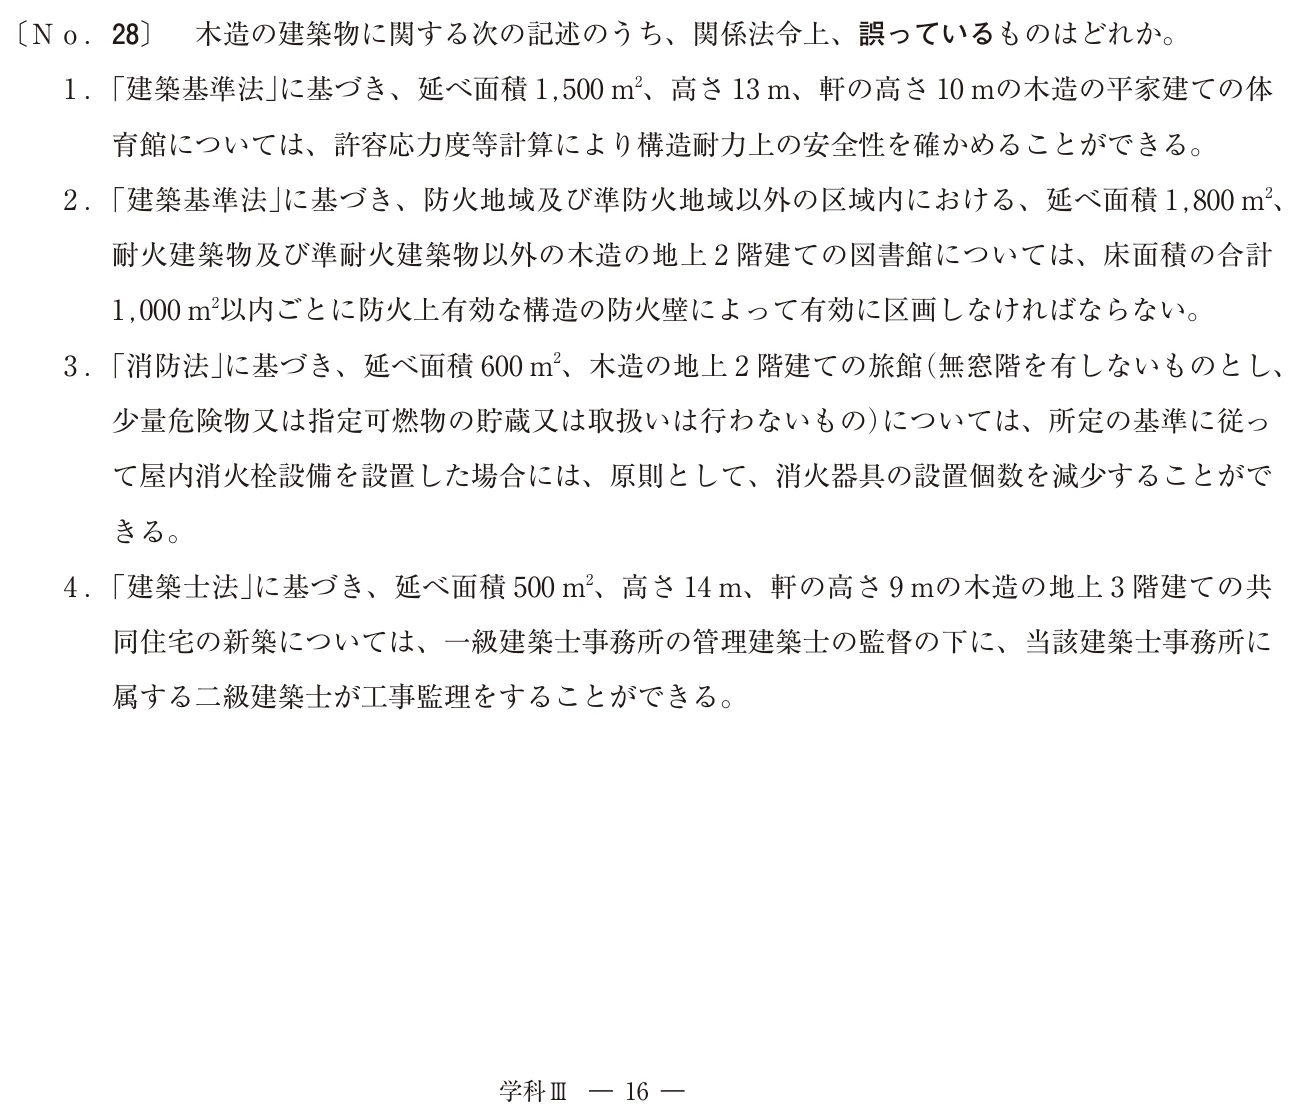 〔Ｎｏ．28〕　木造の建築物に関する次の記述のうち、関係法令上、誤っているものはどれか。
1．「建築基準法」に基づき、延べ面積 1,500 m²、高さ 13 m、軒の高さ 10 mの木造の平家建ての体
育館については、許容応力度等計算により構造耐力上の安全性を確かめることができる。
2．「建築基準法」に基づき、防火地域及び準防火地域以外の区域内における、延べ面積 1,800 m²、
耐火建築物及び準耐火建築物以外の木造の地上 2 階建ての図書館については、床面積の合計
1,000 m²以内ごとに防火上有効な構造の防火壁によって有効に区画しなければならない。
3．「消防法」に基づき、延べ面積 600 m²、木造の地上 2 階建ての旅館(無窓階を有しないものとし、
少量危険物又は指定可燃物の貯蔵又は取扱いは行わないもの)については、所定の基準に従っ
て屋内消火栓設備を設置した場合には、原則として、消火器具の設置個数を減少することがで
きる。
4．「建築士法」に基づき、延べ面積 500 m²、高さ 14 m、軒の高さ 9 mの木造の地上 3 階建ての共
同住宅の新築については、一級建築士事務所の管理建築士の監督の下に、当該建築士事務所に
属する二級建築士が工事監理をすることができる。
学科Ⅲ　― 16 ―